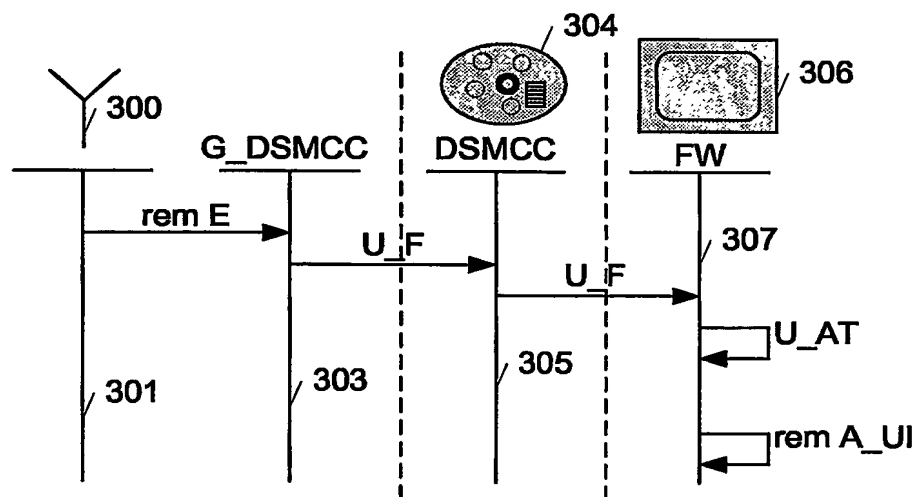 304
300
306
G_DSMCC
DSMCC
FW
rem E
U_F
U_F
307
U_AT
301
303
305
rem A_UI